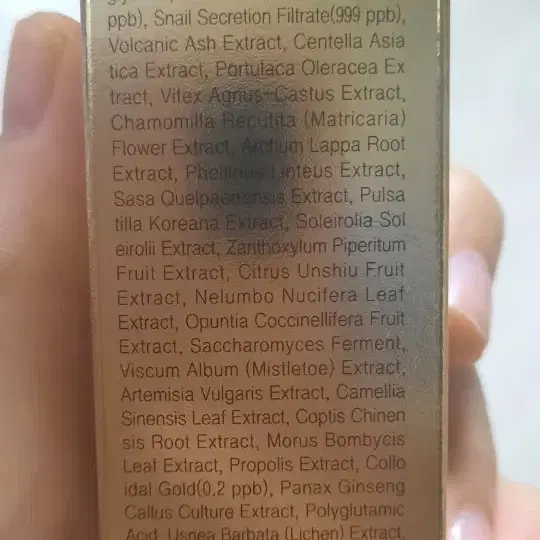 ppb), Snail Secretion Filtrate(999 ppb),
Volcanic Ash Extract, Centella Asia
tica Extract, Portulaca Oleracea Ex
tract, Vitex Agnus-Castus Extract,
Chamomilla Recutita (Matricaria)
Flower Extract, Arctium Lappa Root
Extract, Phellinus Linteus Extract,
Sasa Quelpaertensis Extract, Pulsa
tilla Koreana Extract, Soleirolia Sol
eirolii Extract, Zanthoxylum Piperitum
Fruit Extract, Citrus Unshiu Fruit
Extract, Nelumbo Nucifera Leaf
Extract, Opuntia Coccinellifera Fruit
Extract, Saccharomyces Ferment,
Viscum Album (Mistletoe) Extract,
Artemisia Vulgaris Extract, Camellia
Sinensis Leaf Extract, Coptis Chinen
sis Root Extract, Morus Bombycis
Leaf Extract, Propolis Extract, Collo
idal Gold(0.2 ppb), Panax Ginseng
Callus Culture Extract, Polyglutamic
Acid, Usnea Barbata (Lichen) Extract,